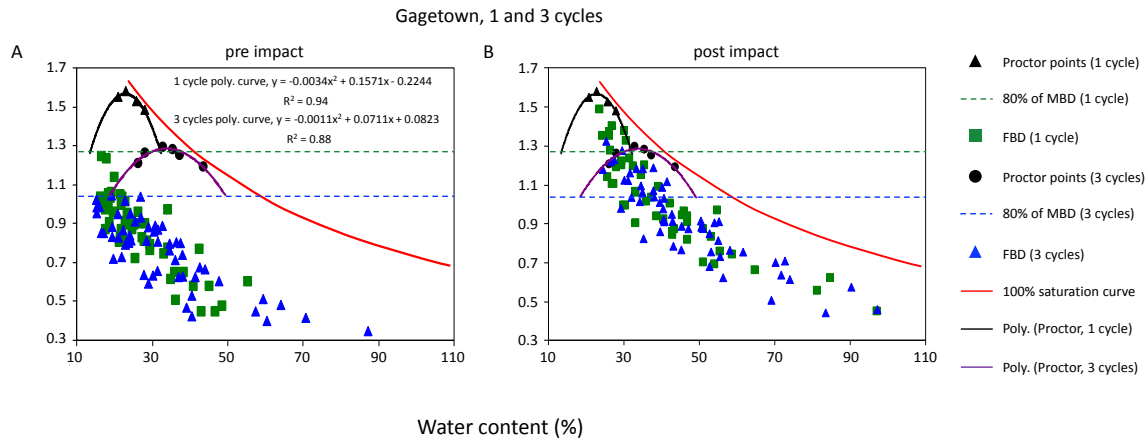 Gagetown, 1 and 3 cycles
A
pre impact
1.7
1.5
1.3
1.1
0.9
0.7
0.5
0.3
10
30
50
70
90
110
1 cycle poly. curve, y = -0.0034x² + 0.1571x - 0.2244
R² = 0.94
3 cycles poly. curve, y = -0.0011x² + 0.0711x + 0.0823
R² = 0.88
B
post impact
1.7
1.5
1.3
1.1
0.9
0.7
0.5
0.3
10
30
50
70
90
110
Proctor points (1 cycle)
80% of MBD (1 cycle)
FBD (1 cycle)
Proctor points (3 cycles)
80% of MBD (3 cycles)
FBD (3 cycles)
100% saturation curve
Poly. (Proctor, 1 cycle)
Poly. (Proctor, 3 cycles)
Water content (%)